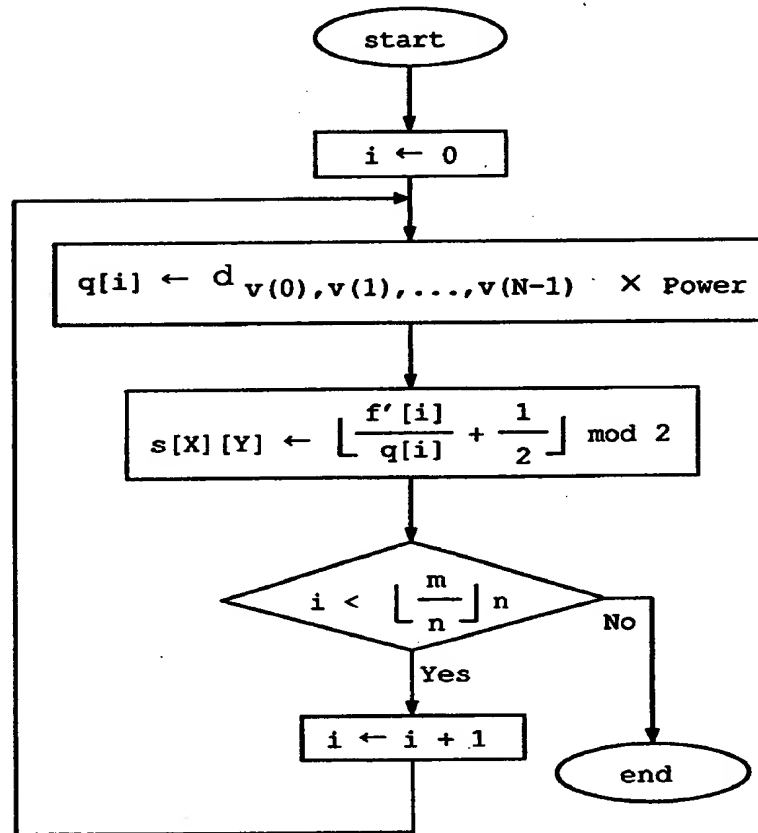 start
i ← 0
q[i] ← d v(0),v(1),...,v(N-1) × Power
s[X][Y] ← ⌊ f'[i] / q[i] + 1 / 2 ⌋ mod 2
i < ⌊ m / n ⌋ n
No
Yes
i ← i + 1
end